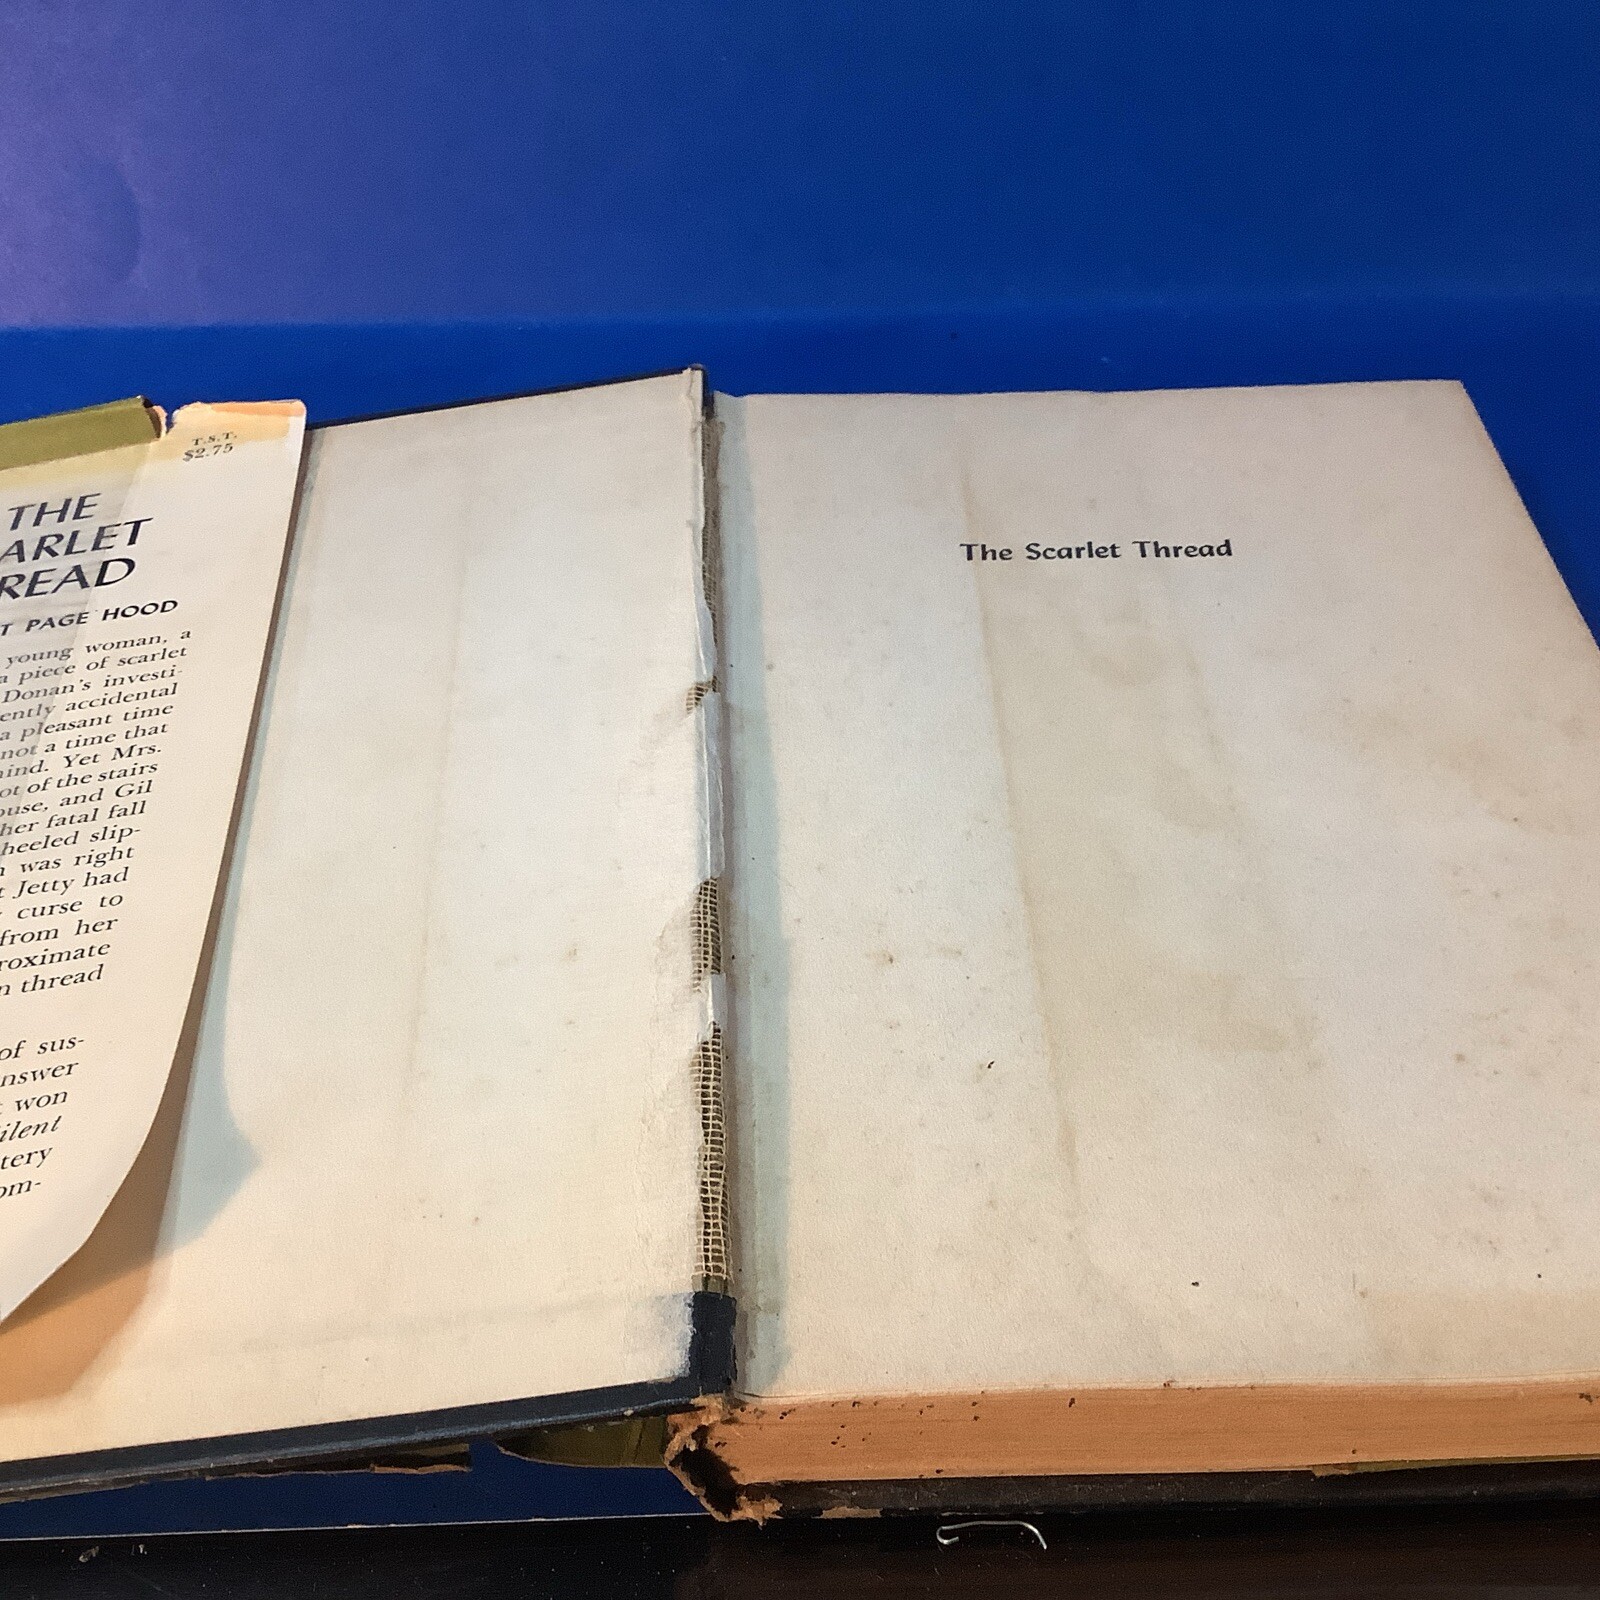 T.S.T.
$2.75
THE
ARLET
READ
T PAGE HOOD
young woman, a
a piece of scarlet
Donan's investi-
ently accidental
a pleasant time
not a time that
ind. Yet Mrs.
ot of the stairs
ouse, and Gil
her fatal fall
heeled slip-
was right
t Jetty had
curse to
from her
roximate
n thread
of sus-
nswer
won
ilent
tery
om-
The Scarlet Thread